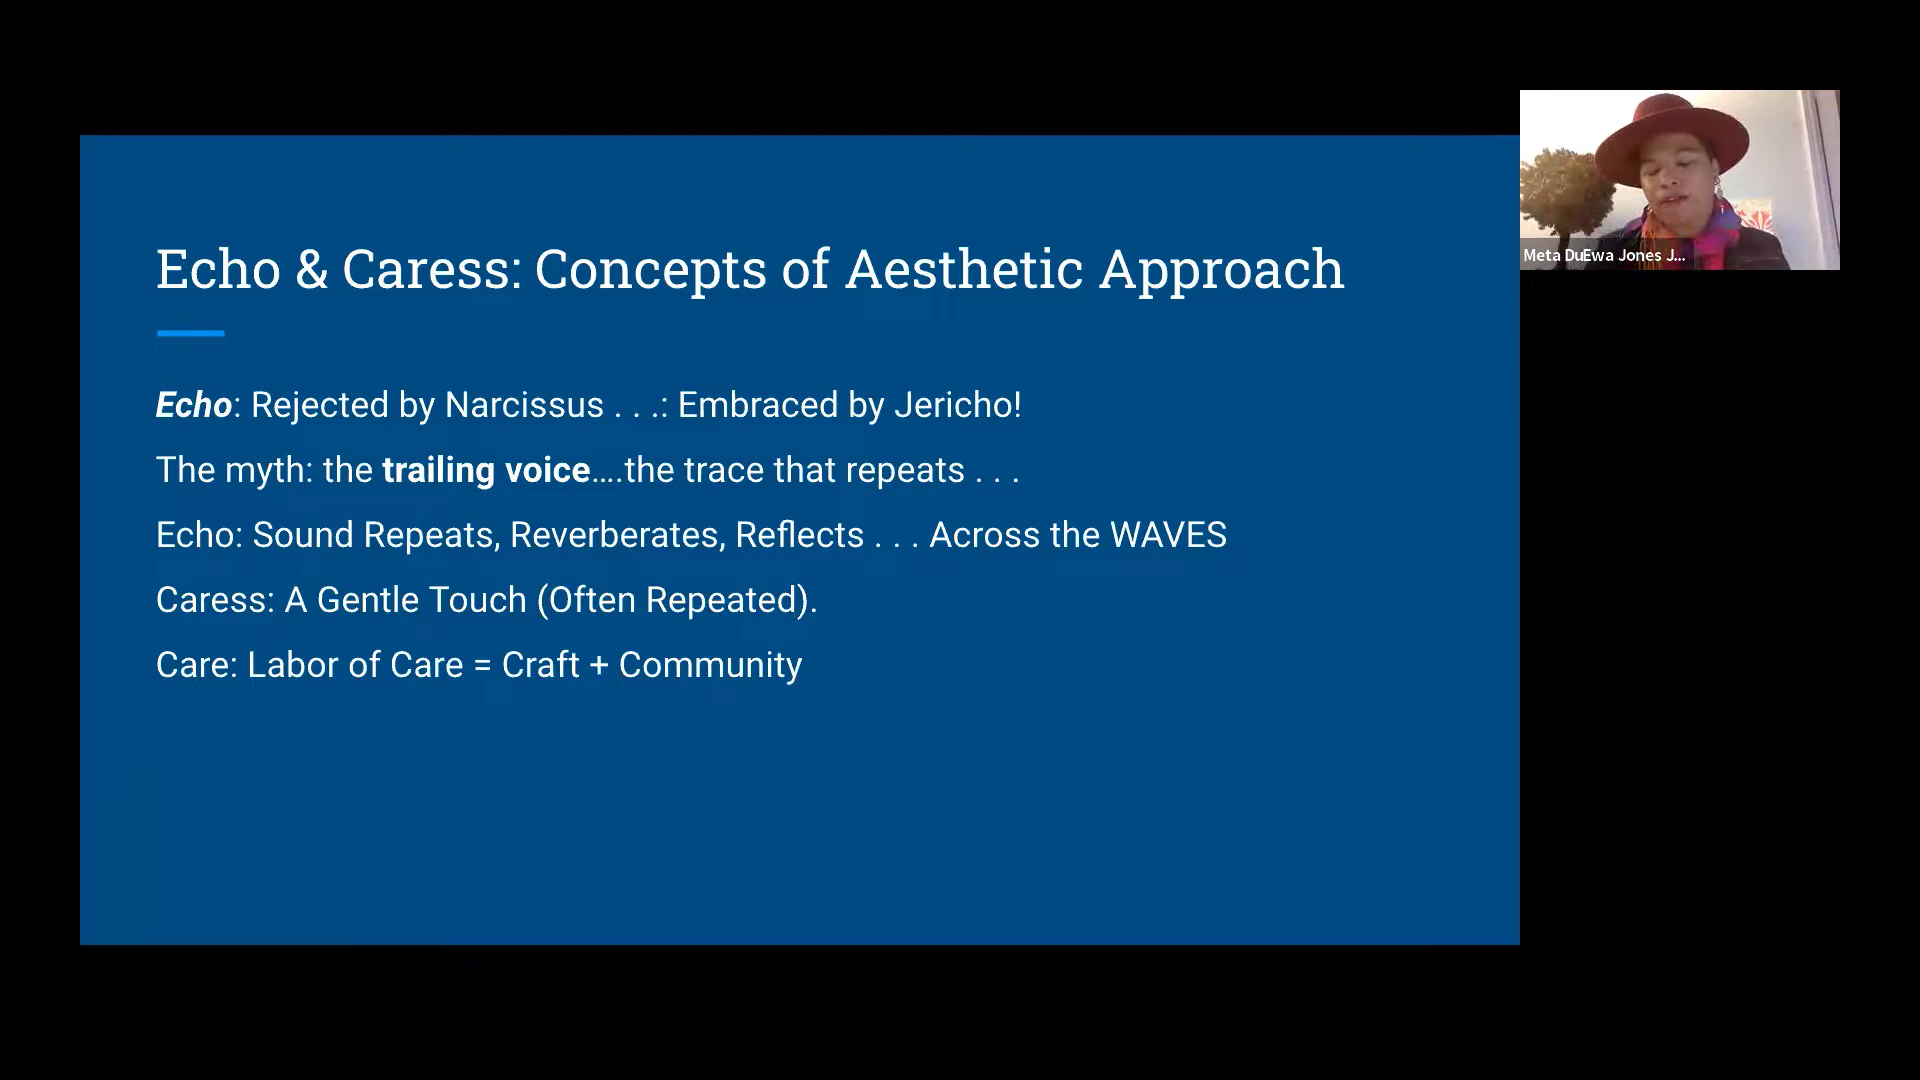 Echo & Caress: Concepts of Aesthetic Approach
Echo: Rejected by Narcissus . . .: Embraced by Jericho!
The myth: the trailing voice....the trace that repeats . . .
Echo: Sound Repeats, Reverberates, Reflects . . . Across the WAVES
Caress: A Gentle Touch (Often Repeated).
Care: Labor of Care = Craft + Community
Meta DuEwa Jones J...